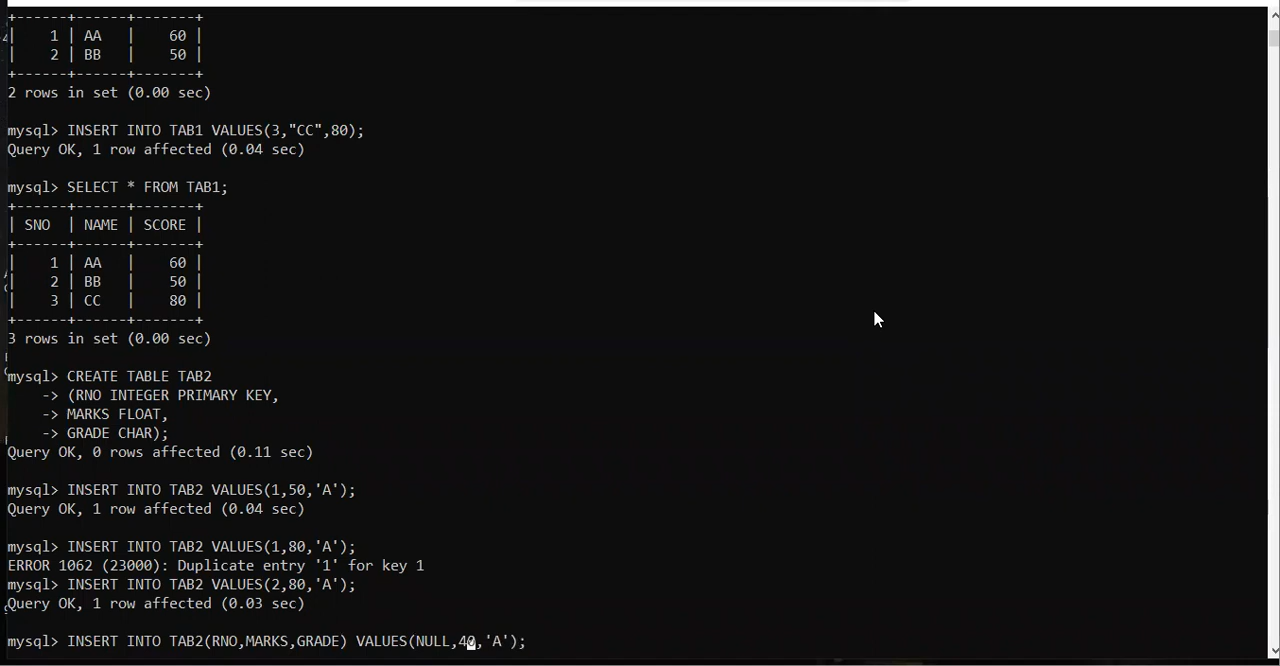 +------+------+-------+
|    1 | AA   |    60 |
|    2 | BB   |    50 |
+------+------+-------+
2 rows in set (0.00 sec)
mysql> INSERT INTO TAB1 VALUES(3,"CC",80);
Query OK, 1 row affected (0.04 sec)
mysql> SELECT * FROM TAB1;
+------+------+-------+
| SNO  | NAME | SCORE |
+------+------+-------+
|    1 | AA   |    60 |
|    2 | BB   |    50 |
|    3 | CC   |    80 |
+------+------+-------+
3 rows in set (0.00 sec)
mysql> CREATE TABLE TAB2
    -> (RNO INTEGER PRIMARY KEY,
    -> MARKS FLOAT,
    -> GRADE CHAR);
Query OK, 0 rows affected (0.11 sec)
mysql> INSERT INTO TAB2 VALUES(1,50,'A');
Query OK, 1 row affected (0.04 sec)
mysql> INSERT INTO TAB2 VALUES(1,80,'A');
ERROR 1062 (23000): Duplicate entry '1' for key 1
mysql> INSERT INTO TAB2 VALUES(2,80,'A');
Query OK, 1 row affected (0.03 sec)
mysql> INSERT INTO TAB2(RNO,MARKS,GRADE) VALUES(NULL,40,'A');